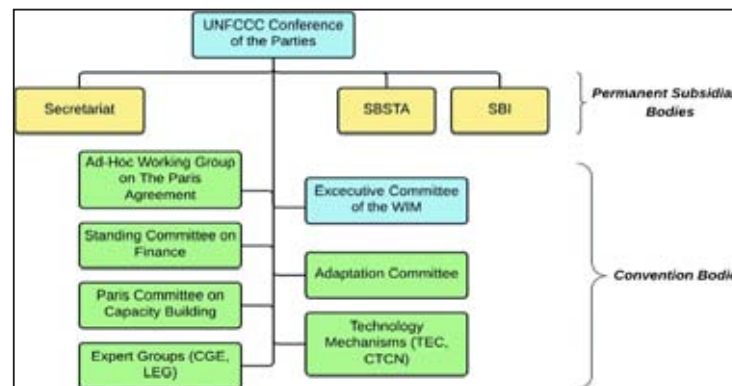 UNFCCC Conference
of the Parties
Secretariat
SBSTA
SBI
Permanent Subsidia
Bodies
Ad-Hoc Working Group
on The Paris
Agreement
Excecutive Committee
of the WIM
Standing Committee on
Finance
Adaptation Committee
Convention Bodie
Paris Committee on
Capacity Building
Technology
Mechanisms (TEC,
CTCN)
Expert Groups (CGE,
LEG)